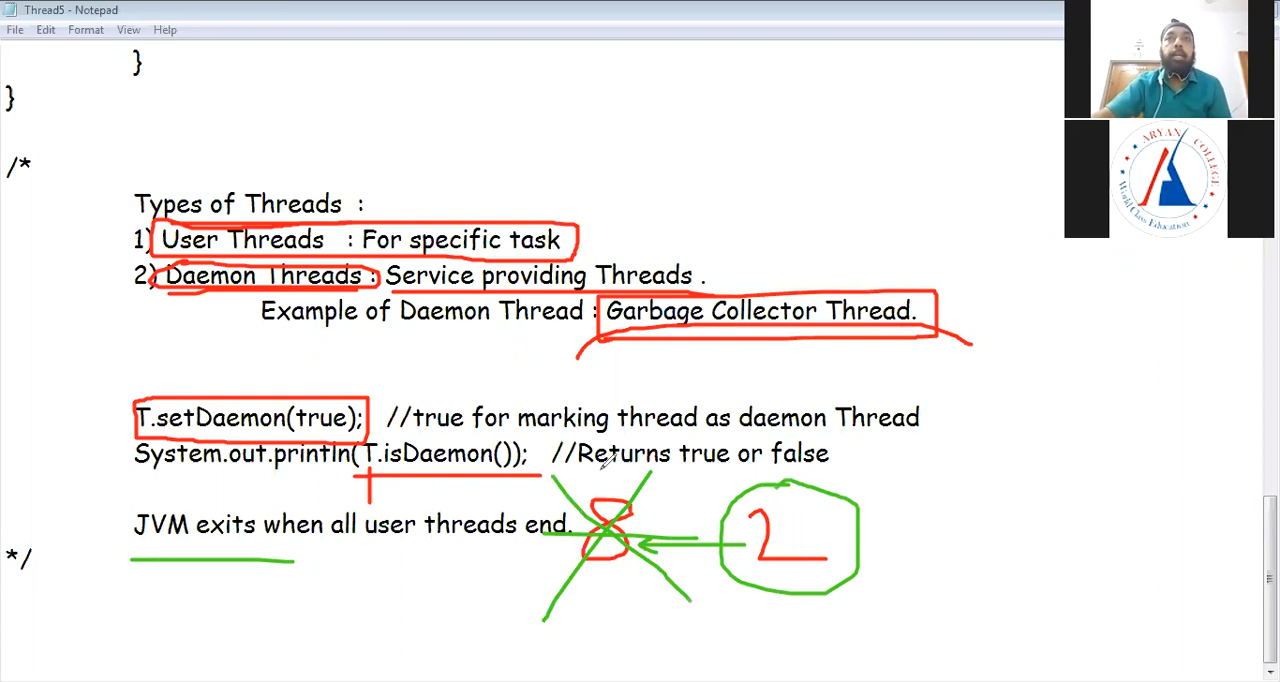 Thread5 - Notepad
File Edit Format View Help
}
}
/*
Types of Threads :
1) User Threads : For specific task
2) Daemon Threads : Service providing Threads .
Example of Daemon Thread : Garbage Collector Thread.
T.setDaemon(true); //true for marking thread as daemon Thread
System.out.println(T.isDaemon()); //Returns true or false
JVM exits when all user threads end.
8 2
*/
ARYAN COLLEGE
World Class Education